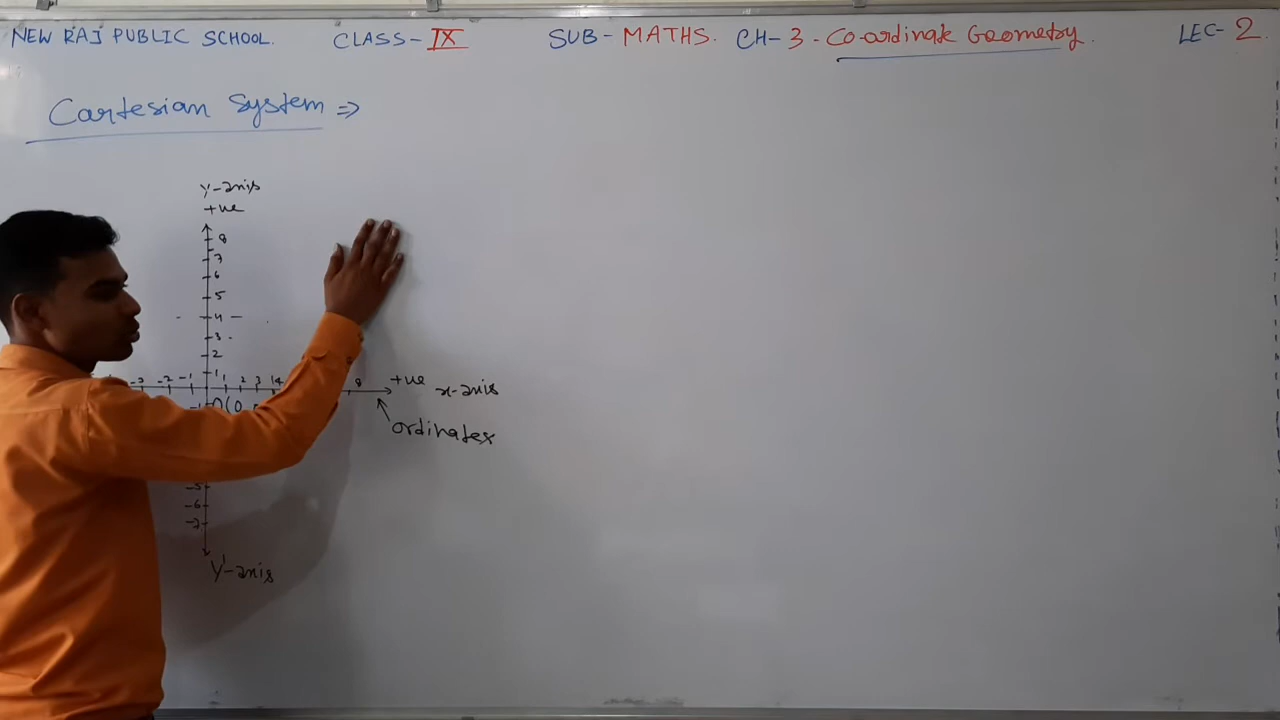 NEW RAJ PUBLIC SCHOOL. CLASS-IX SUB- MATHS. CH-3-Co-ordinate Geometry. LEC-2.
Cartesian System ⇒
Y-axis
+ve
8
7
6
5
4
3
2
1
-2 -1 1 2 3 4 8 +ve x-axis
-1 O(0
ordinates
-5
-6
-7
Y'-axis